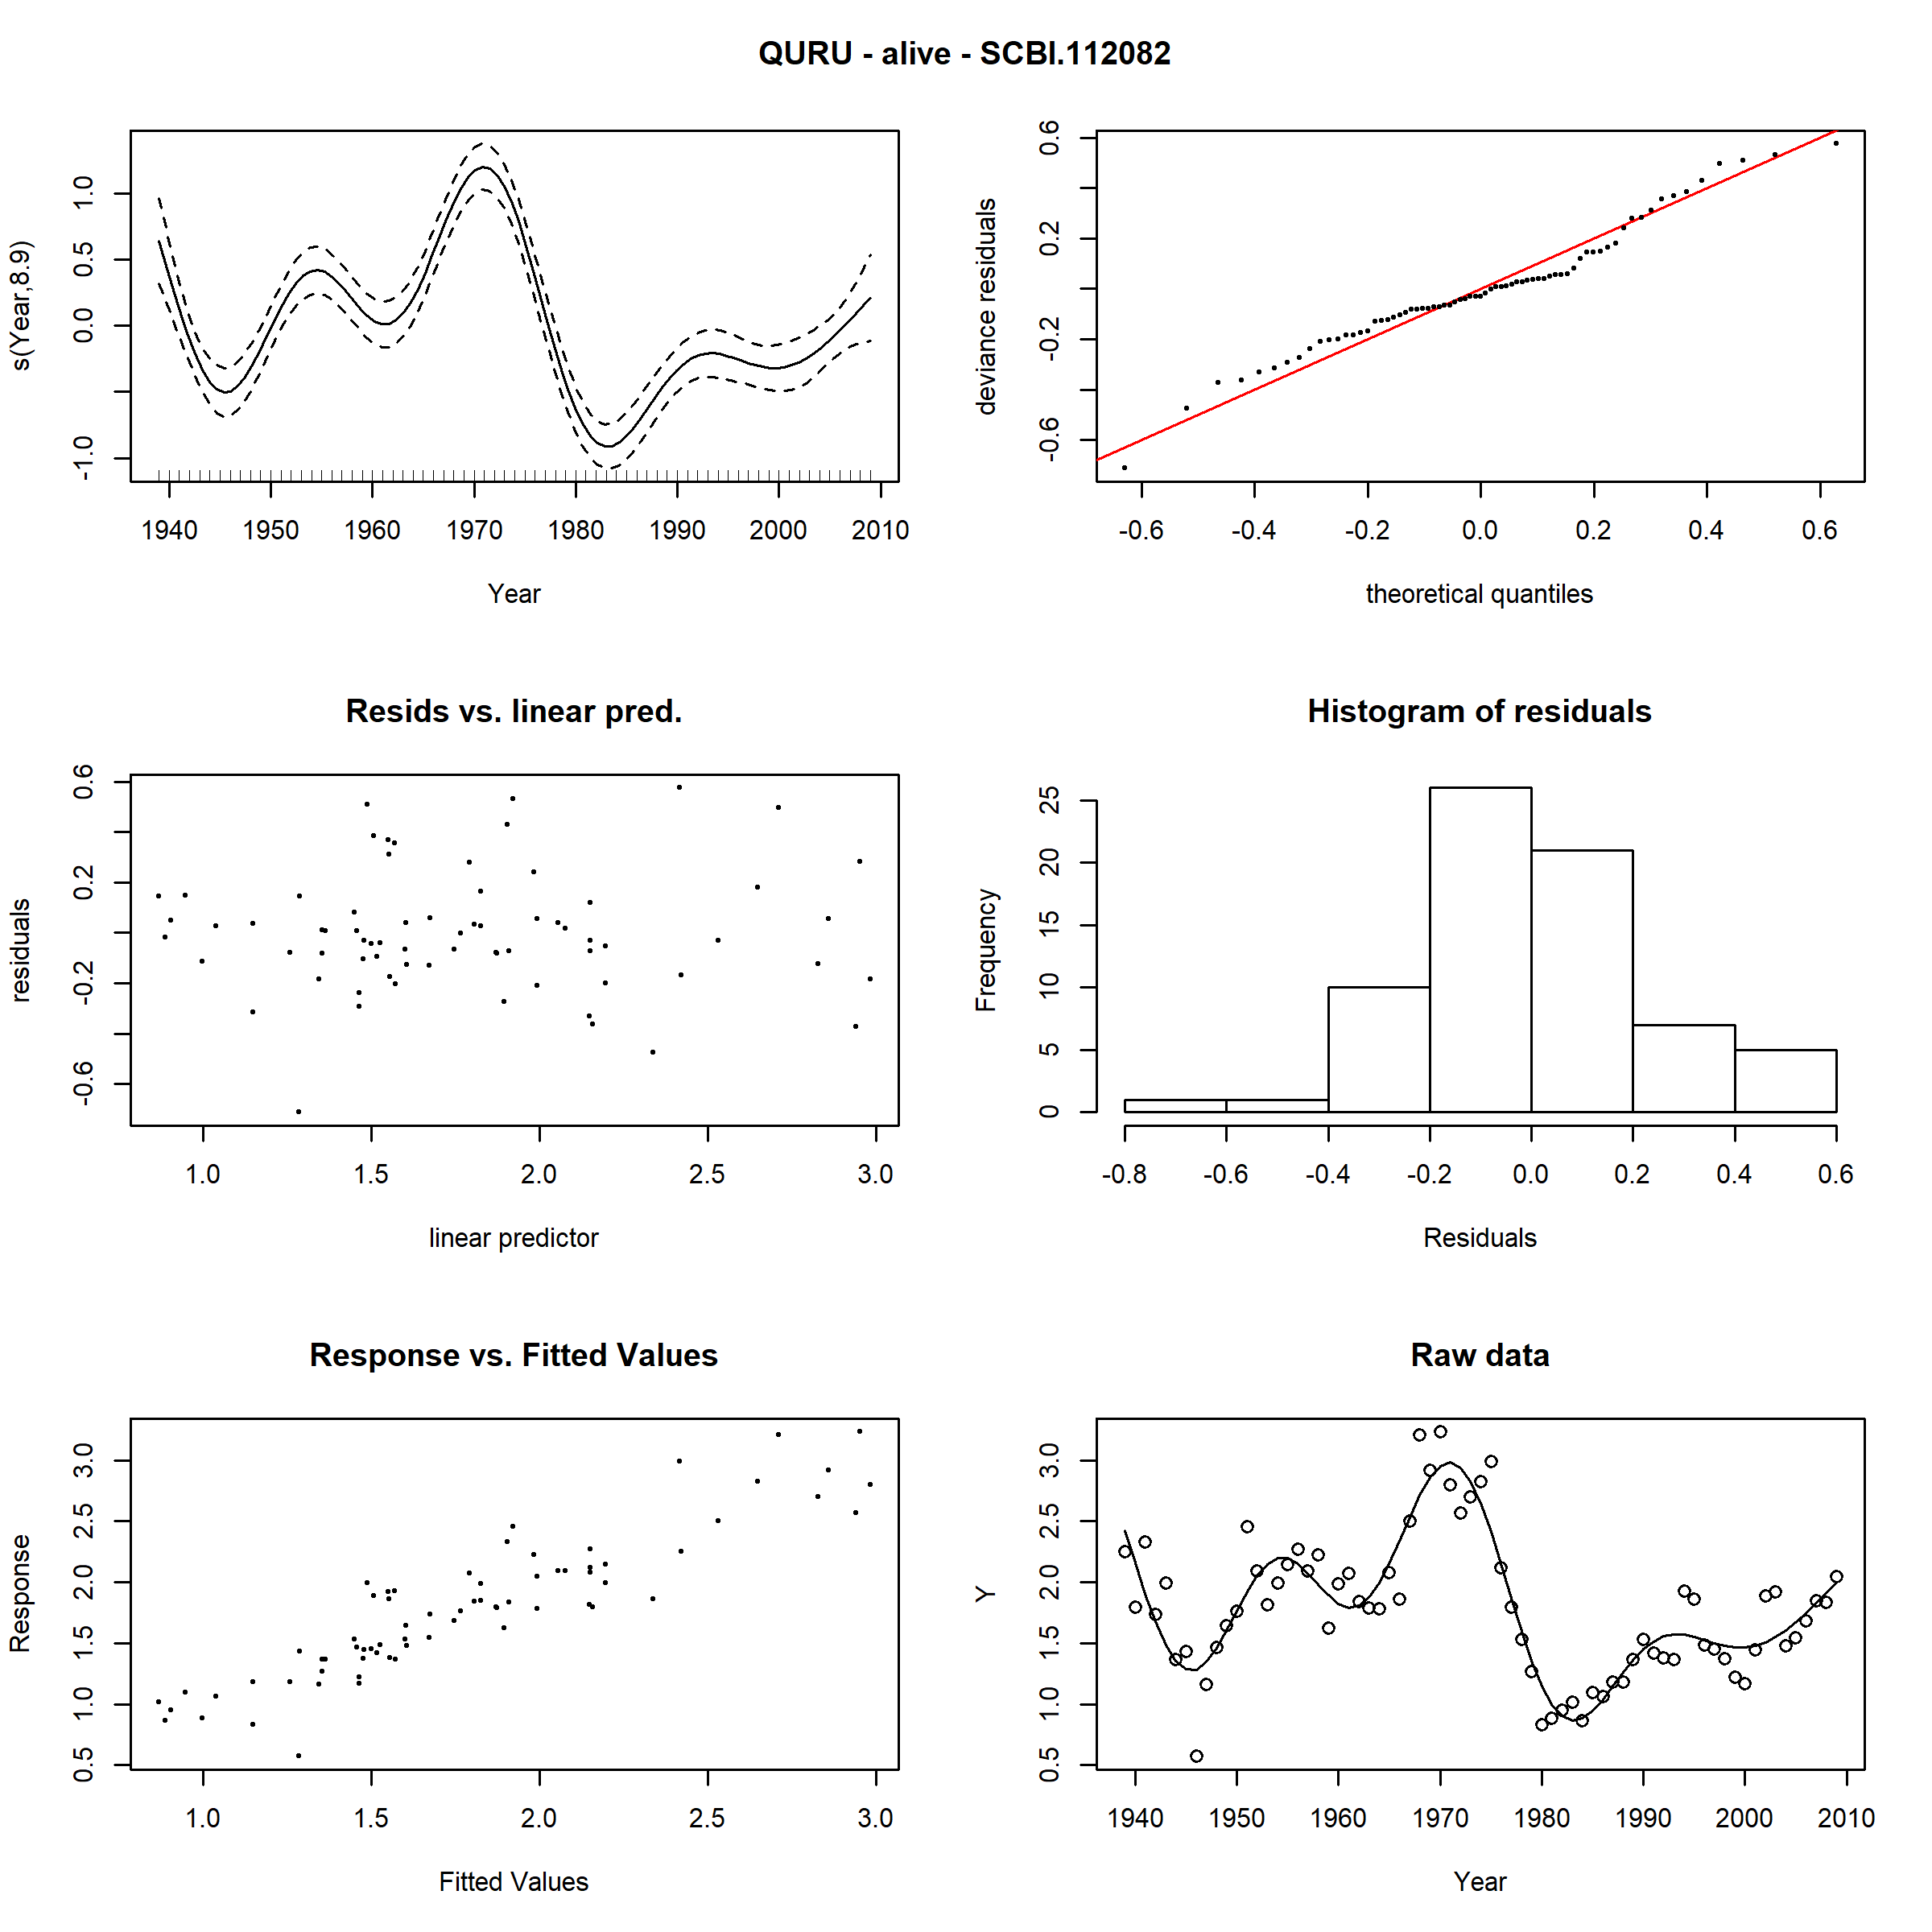 QURU - alive - SCBI.112082
s(Year,8.9)
-1.0 0.0 0.5 1.0
1940 1950 1960 1970 1980 1990 2000 2010
Year
deviance residuals
-0.6 -0.2 0.2 0.6
-0.6 -0.4 -0.2 0.0 0.2 0.4 0.6
theoretical quantiles
Resids vs. linear pred.
residuals
-0.6 -0.2 0.2 0.6
1.0 1.5 2.0 2.5 3.0
linear predictor
Histogram of residuals
Frequency
0 5 10 15 20 25
-0.8 -0.6 -0.4 -0.2 0.0 0.2 0.4 0.6
Residuals
Response vs. Fitted Values
Response
0.5 1.0 1.5 2.0 2.5 3.0
1.0 1.5 2.0 2.5 3.0
Fitted Values
Raw data
Y
0.5 1.0 1.5 2.0 2.5 3.0
1940 1950 1960 1970 1980 1990 2000 2010
Year